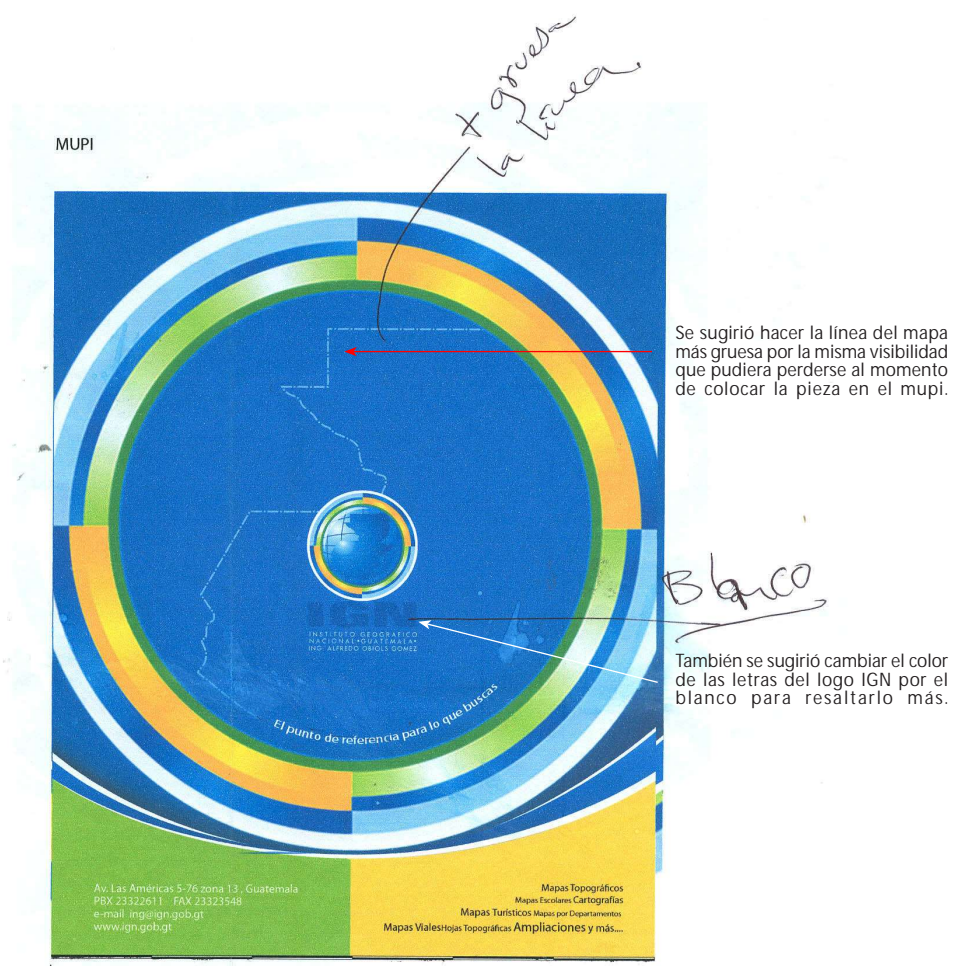 + gruesa
la línea.
MUPI
Se sugirió hacer la línea del mapa
más gruesa por la misma visibilidad
que pudiera perderse al momento
de colocar la pieza en el mupi.
Blanco
IGN
INSTITUTO GEOGRAFICO
NACIONAL•GUATEMALA•
ING. ALFREDO OBIOLS GOMEZ
También se sugirió cambiar el color
de las letras del logo IGN por el
blanco para resaltarlo más.
El punto de referencia para lo que buscas
Av. Las Américas 5-76 zona 13 , Guatemala
PBX 23322611 FAX 23323548
e-mail ing@ign.gob.gt
www.ign.gob.gt
Mapas Topográficos
Mapas Escolares Cartografías
Mapas Turísticos Mapas por Departamentos
Mapas Viales Hojas Topográficas Ampliaciones y más....